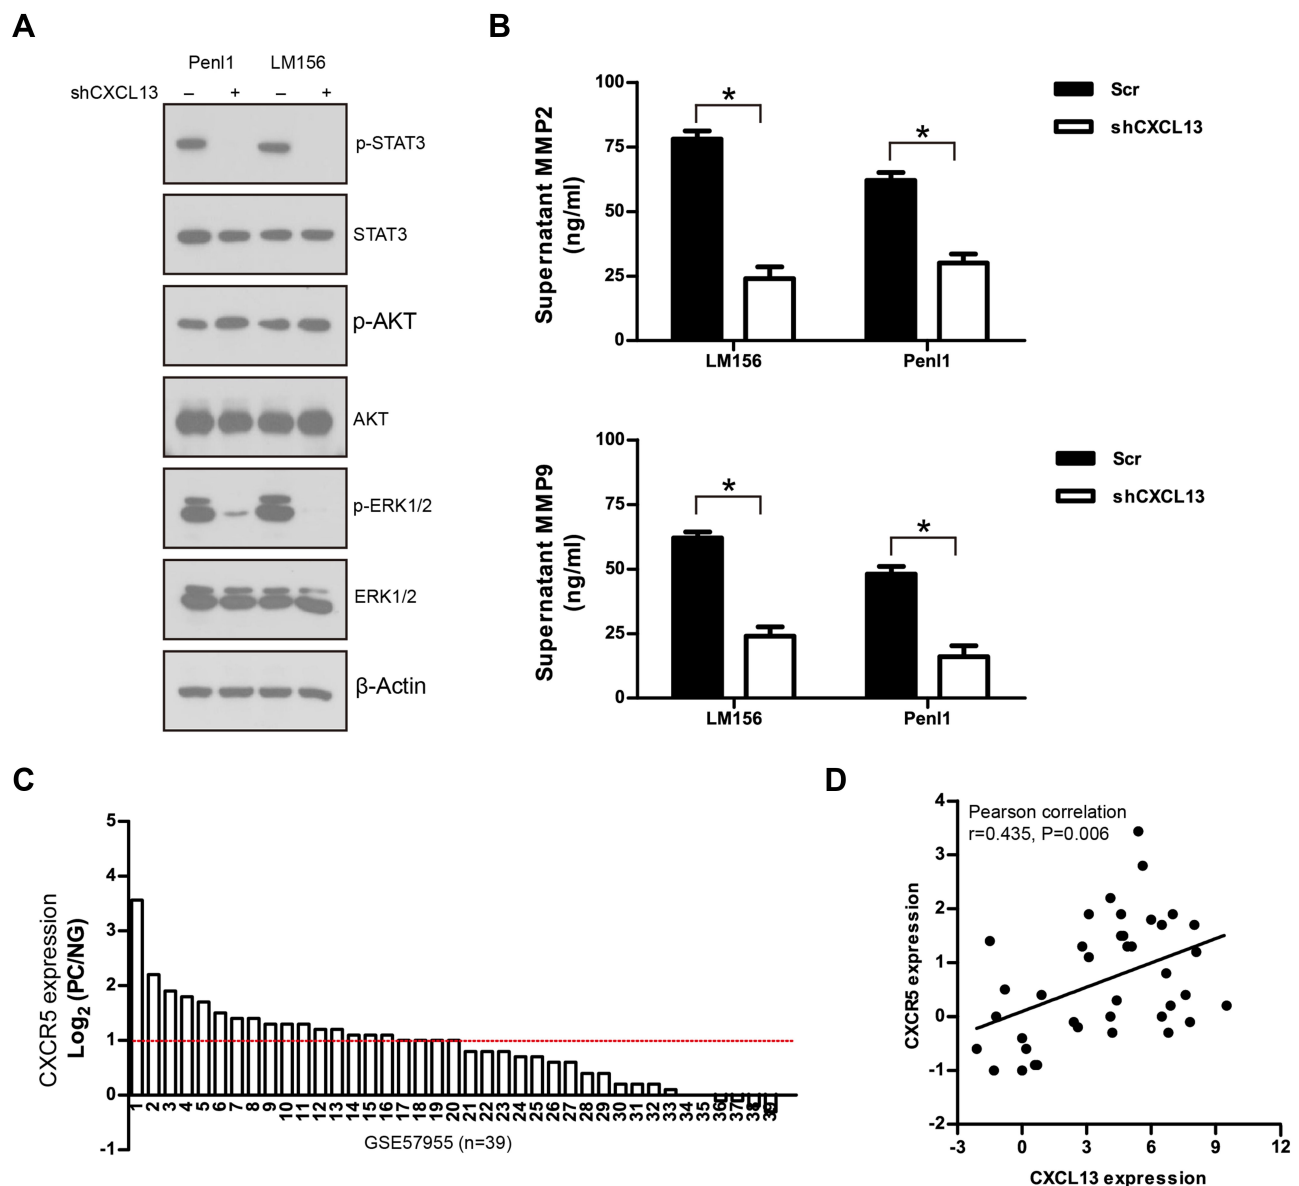 A
Penl1 LM156
shCXCL13 – + – +
p-STAT3
STAT3
p-AKT
AKT
p-ERK1/2
ERK1/2
β-Actin
B
Supernatant MMP2
(ng/ml)
100
75
50
25
0
*
*
LM156 Penl1
Scr
shCXCL13
Supernatant MMP9
(ng/ml)
100
75
50
25
0
*
*
LM156 Penl1
Scr
shCXCL13
C
CXCR5 expression
Log2 (PC/NG)
5
4
3
2
1
0
-1
1 2 3 4 5 6 7 8 9 10 11 12 13 14 15 16 17 18 19 20 21 22 23 24 25 26 27 28 29 30 31 32 33 34 35 36 37 38 39
GSE57955 (n=39)
D
Pearson correlation
r=0.435, P=0.006
CXCR5 expression
4
3
2
1
0
-1
-2
-3 0 3 6 9 12
CXCL13 expression